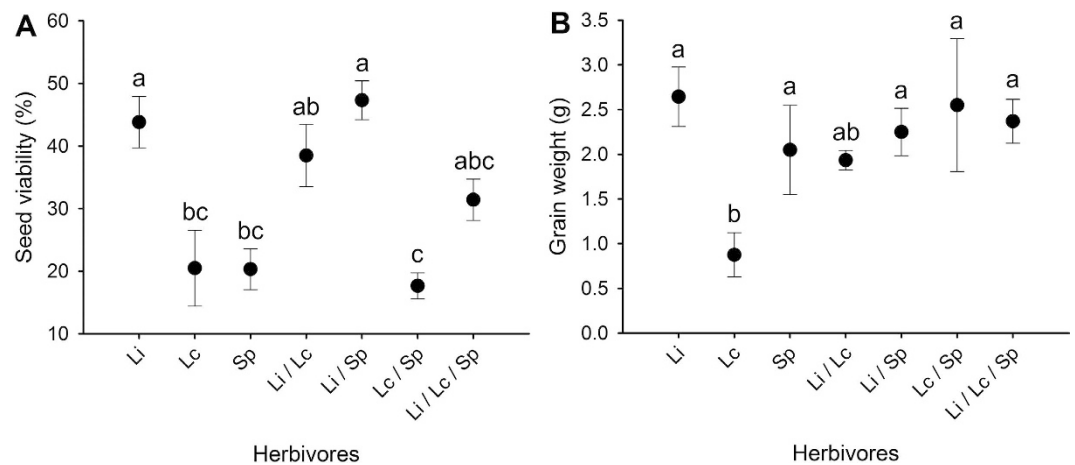 A
Seed viability (%)
60
50
40
30
20
10
a
bc
bc
ab
a
c
abc
Li
Lc
Sp
Li / Lc
Li / Sp
Lc / Sp
Li / Lc / Sp
Herbivores
B
Grain weight (g)
3.5
3.0
2.5
2.0
1.5
1.0
0.5
0.0
a
b
a
ab
a
a
a
Li
Lc
Sp
Li / Lc
Li / Sp
Lc / Sp
Li / Lc / Sp
Herbivores